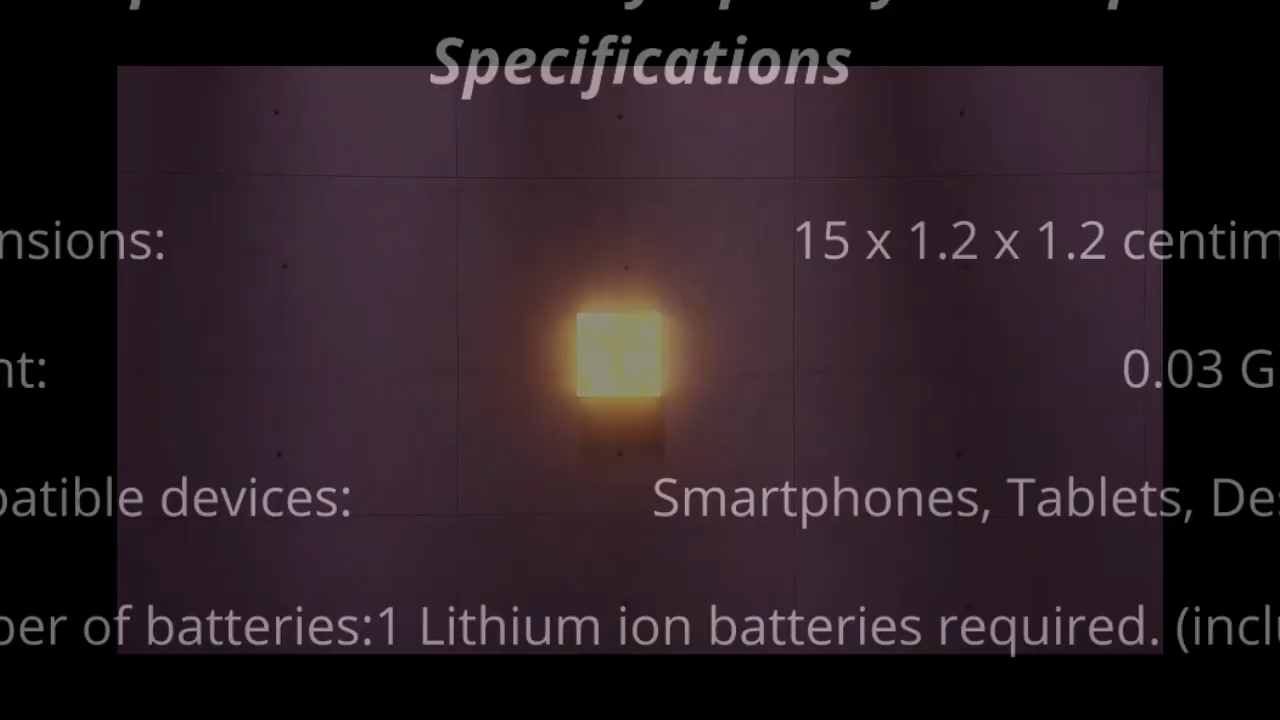 Specifications
nsions: 15 x 1.2 x 1.2 centim
nt: 0.03 G
patible devices: Smartphones, Tablets, De
ber of batteries:1 Lithium ion batteries required. (incl